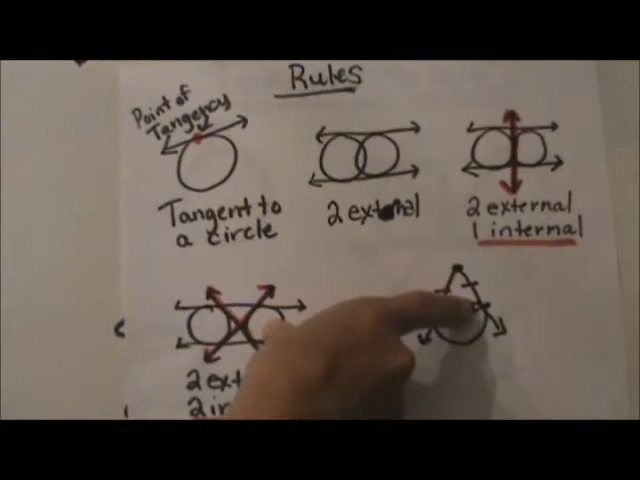 Rules
Point of
Tangency
Tangent to
a circle
2 external
2 external
1 internal
2 ext
2 in